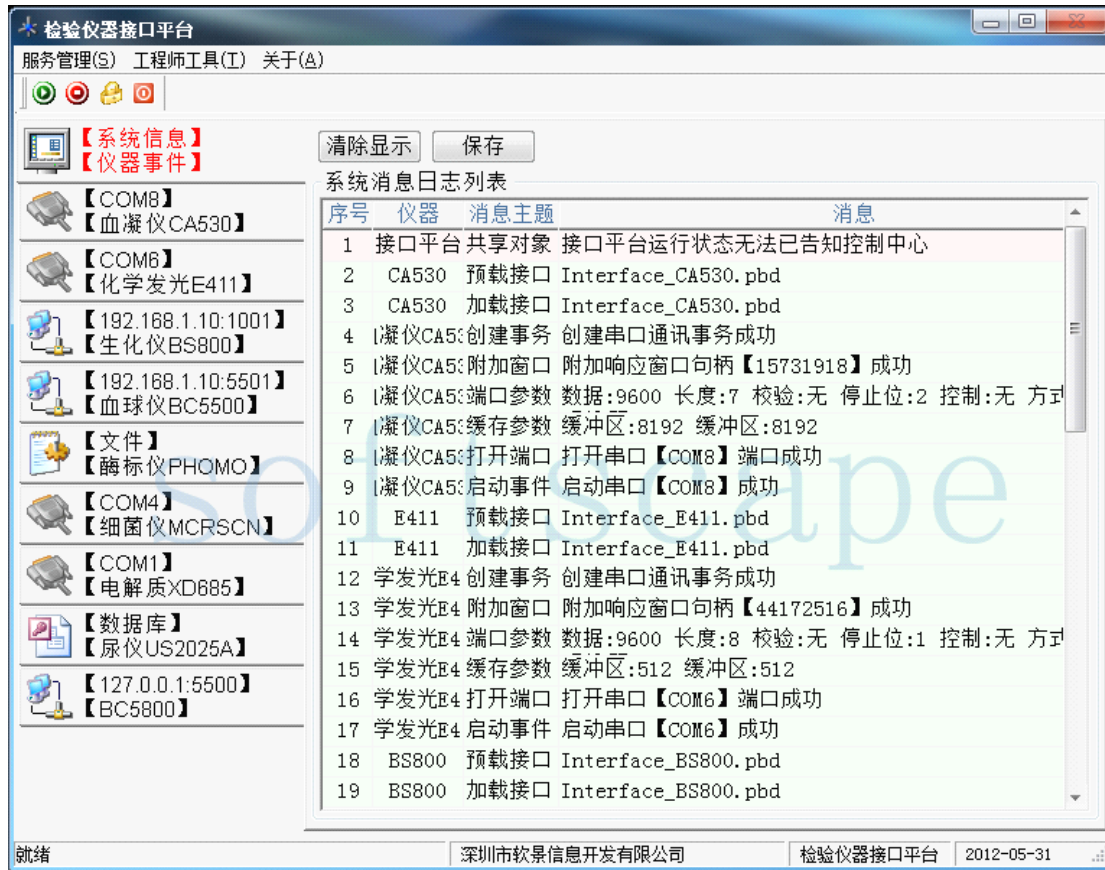 检验仪器接口平台
服务管理(S) 工程师工具(T) 关于(A)
【系统信息】
【仪器事件】
【COM8】
【血凝仪CA530】
【COM6】
【化学发光E411】
【192.168.1.10:1001】
【生化仪BS800】
【192.168.1.10:5501】
【血球仪BC5500】
【文件】
【酶标仪PHOMO】
【COM4】
【细菌仪MCRSCN】
【COM1】
【电解质XD685】
【数据库】
【尿仪US2025A】
【127.0.0.1:5500】
【BC5800】
清除显示 保存
系统消息日志列表
序号 仪器 消息主题 消息
1 接口平台 共享对象 接口平台运行状态无法已告知控制中心
2 CA530 预载接口 Interface_CA530.pbd
3 CA530 加载接口 Interface_CA530.pbd
4 凝仪CA53 创建事务 创建串口通讯事务成功
5 凝仪CA53 附加窗口 附加响应窗口句柄【15731918】成功
6 凝仪CA53 端口参数 数据:9600 长度:7 校验:无 停止位:2 控制:无 方式
7 凝仪CA53 缓存参数 缓冲区:8192 缓冲区:8192
8 凝仪CA53 打开端口 打开串口【COM8】端口成功
9 凝仪CA53 启动事件 启动串口【COM8】成功
10 E411 预载接口 Interface_E411.pbd
11 E411 加载接口 Interface_E411.pbd
12 学发光E4 创建事务 创建串口通讯事务成功
13 学发光E4 附加窗口 附加响应窗口句柄【44172516】成功
14 学发光E4 端口参数 数据:9600 长度:8 校验:无 停止位:1 控制:无 方式
15 学发光E4 缓存参数 缓冲区:512 缓冲区:512
16 学发光E4 打开端口 打开串口【COM6】端口成功
17 学发光E4 启动事件 启动串口【COM6】成功
18 BS800 预载接口 Interface_BS800.pbd
19 BS800 加载接口 Interface_BS800.pbd
softscape
就绪 深圳市软景信息开发有限公司 检验仪器接口平台 2012-05-31